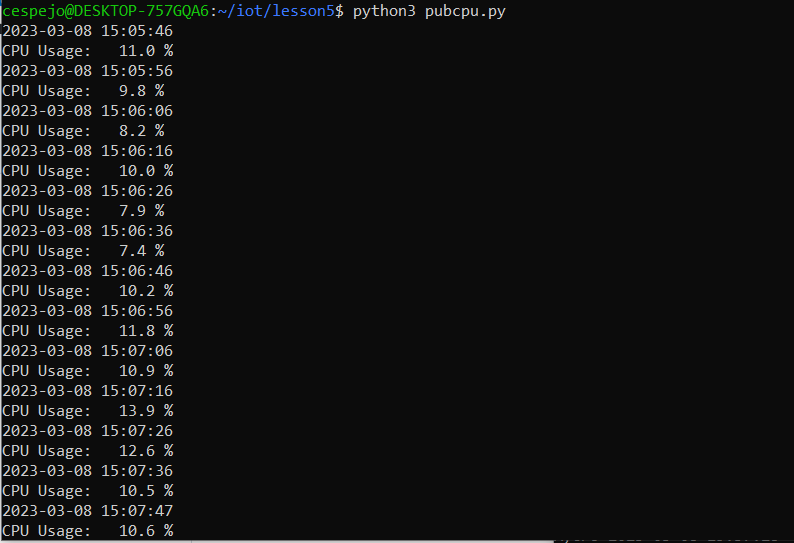 cespejo@DESKTOP-757GQA6:~/iot/lesson5$ python3 pubcpu.py
2023-03-08 15:05:46
CPU Usage:   11.0 %
2023-03-08 15:05:56
CPU Usage:   9.8 %
2023-03-08 15:06:06
CPU Usage:   8.2 %
2023-03-08 15:06:16
CPU Usage:   10.0 %
2023-03-08 15:06:26
CPU Usage:   7.9 %
2023-03-08 15:06:36
CPU Usage:   7.4 %
2023-03-08 15:06:46
CPU Usage:   10.2 %
2023-03-08 15:06:56
CPU Usage:   11.8 %
2023-03-08 15:07:06
CPU Usage:   10.9 %
2023-03-08 15:07:16
CPU Usage:   13.9 %
2023-03-08 15:07:26
CPU Usage:   12.6 %
2023-03-08 15:07:36
CPU Usage:   10.5 %
2023-03-08 15:07:47
CPU Usage:   10.6 %